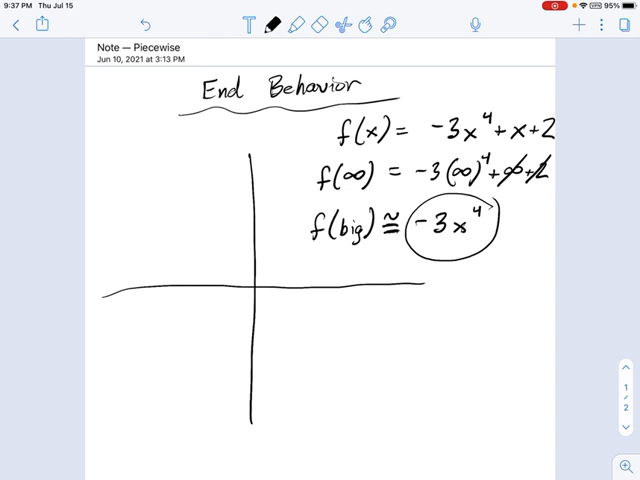 9:37 PM Thu Jul 15
95%
T
Note — Piecewise
Jun 10, 2021 at 3:13 PM
End Behavior
f(x) = -3x⁴+x+2
f(∞) = -3(∞)⁴+∞+2
f(big) ≅ -3x⁴
1
/
2